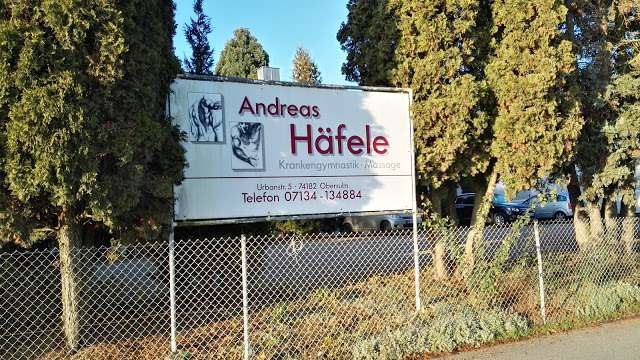 Andreas
Häfele
Krankengymnastik · Massage
Urbanstr. 5 - 74182 Obersulm
Telefon 07134 - 134884